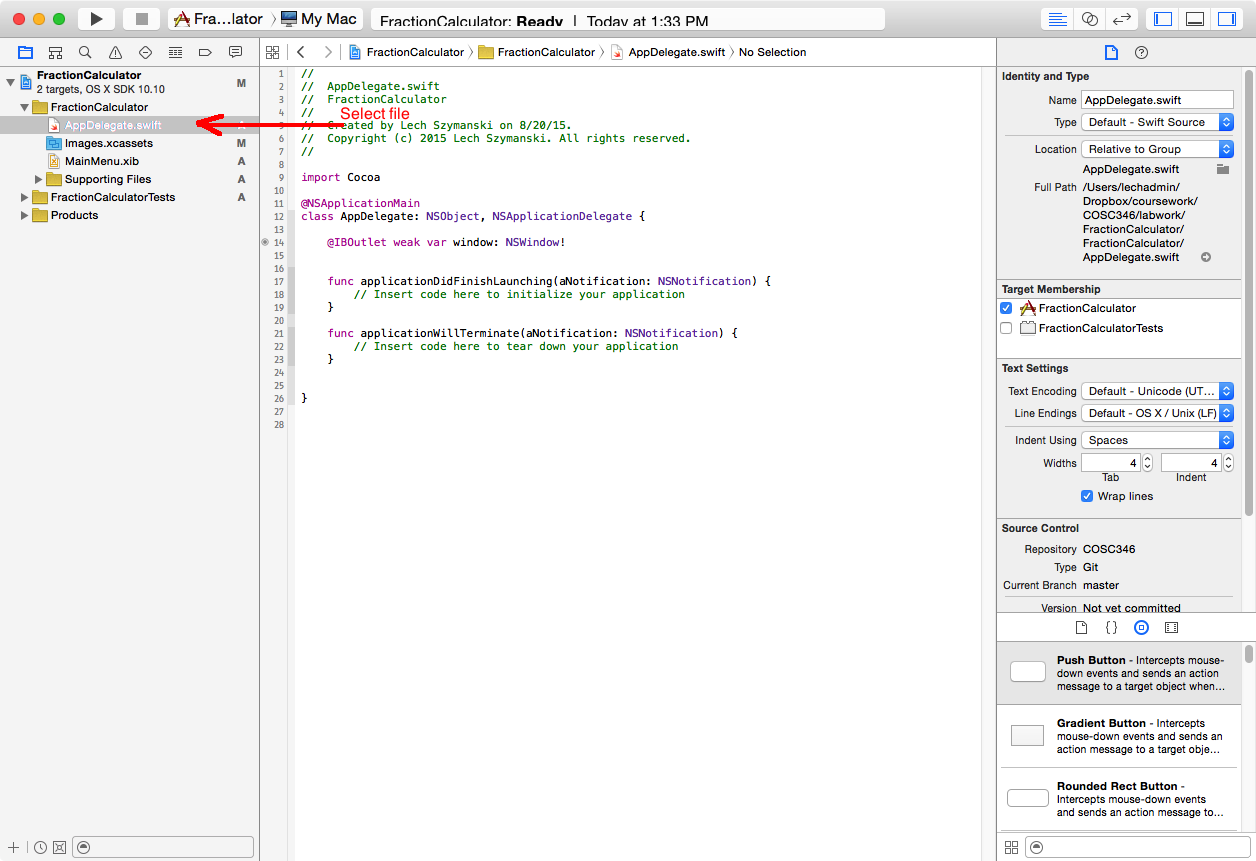 Fra…lator 〉 My Mac
FractionCalculator: Ready | Today at 1:33 PM
FractionCalculator
M
2 targets, OS X SDK 10.10
FractionCalculator
AppDelegate.swift
A
Images.xcassets
M
MainMenu.xib
A
Supporting Files
A
FractionCalculatorTests
A
Products
FractionCalculator 〉 FractionCalculator 〉 AppDelegate.swift 〉 No Selection
Select file
1 //
2 //  AppDelegate.swift
3 //  FractionCalculator
4 //
5 //  Created by Lech Szymanski on 8/20/15.
6 //  Copyright (c) 2015 Lech Szymanski. All rights reserved.
7 //
8
9 import Cocoa
10
11 @NSApplicationMain
12 class AppDelegate: NSObject, NSApplicationDelegate {
13
14     @IBOutlet weak var window: NSWindow!
15
16
17     func applicationDidFinishLaunching(aNotification: NSNotification) {
18         // Insert code here to initialize your application
19     }
20
21     func applicationWillTerminate(aNotification: NSNotification) {
22         // Insert code here to tear down your application
23     }
24
25
26 }
27
28
Identity and Type
Name AppDelegate.swift
Type Default - Swift Source
Location Relative to Group
AppDelegate.swift
Full Path /Users/lechadmin/
Dropbox/coursework/
COSC346/labwork/
FractionCalculator/
FractionCalculator/
AppDelegate.swift
Target Membership
FractionCalculator
FractionCalculatorTests
Text Settings
Text Encoding Default - Unicode (UT…
Line Endings Default - OS X / Unix (LF)
Indent Using Spaces
Widths 4 4
Tab Indent
Wrap lines
Source Control
Repository COSC346
Type Git
Current Branch master
Version Not yet committed
{ }
Push Button - Intercepts mouse-
down events and sends an action
message to a target object when…
Gradient Button - Intercepts
mouse-down events and sends an
action message to a target obje…
Rounded Rect Button -
Intercepts mouse-down events
and sends an action message to…